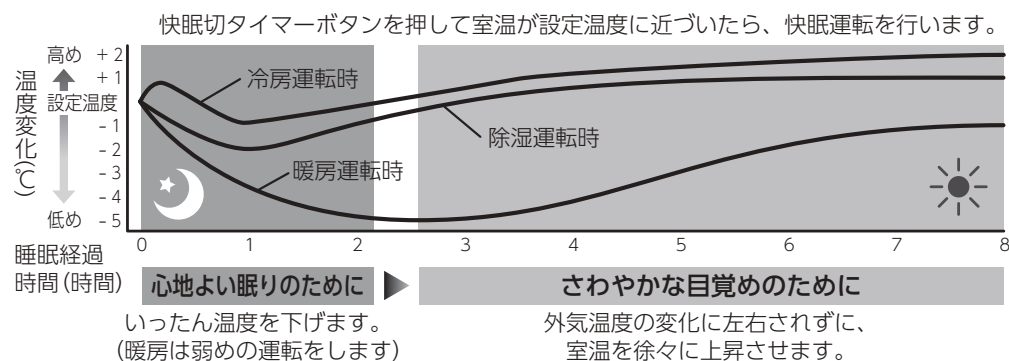 快眠切タイマーボタンを押して室温が設定温度に近づいたら、快眠運転を行います。
温度変化(℃)
高め
設定温度
低め
+2
+1
-1
-2
-3
-4
-5
冷房運転時
除湿運転時
暖房運転時
0 1 2 3 4 5 6 7 8
睡眠経過
時間(時間)
心地よい眠りのために
さわやかな目覚めのために
いったん温度を下げます。
(暖房は弱めの運転をします)
外気温度の変化に左右されずに、
室温を徐々に上昇させます。